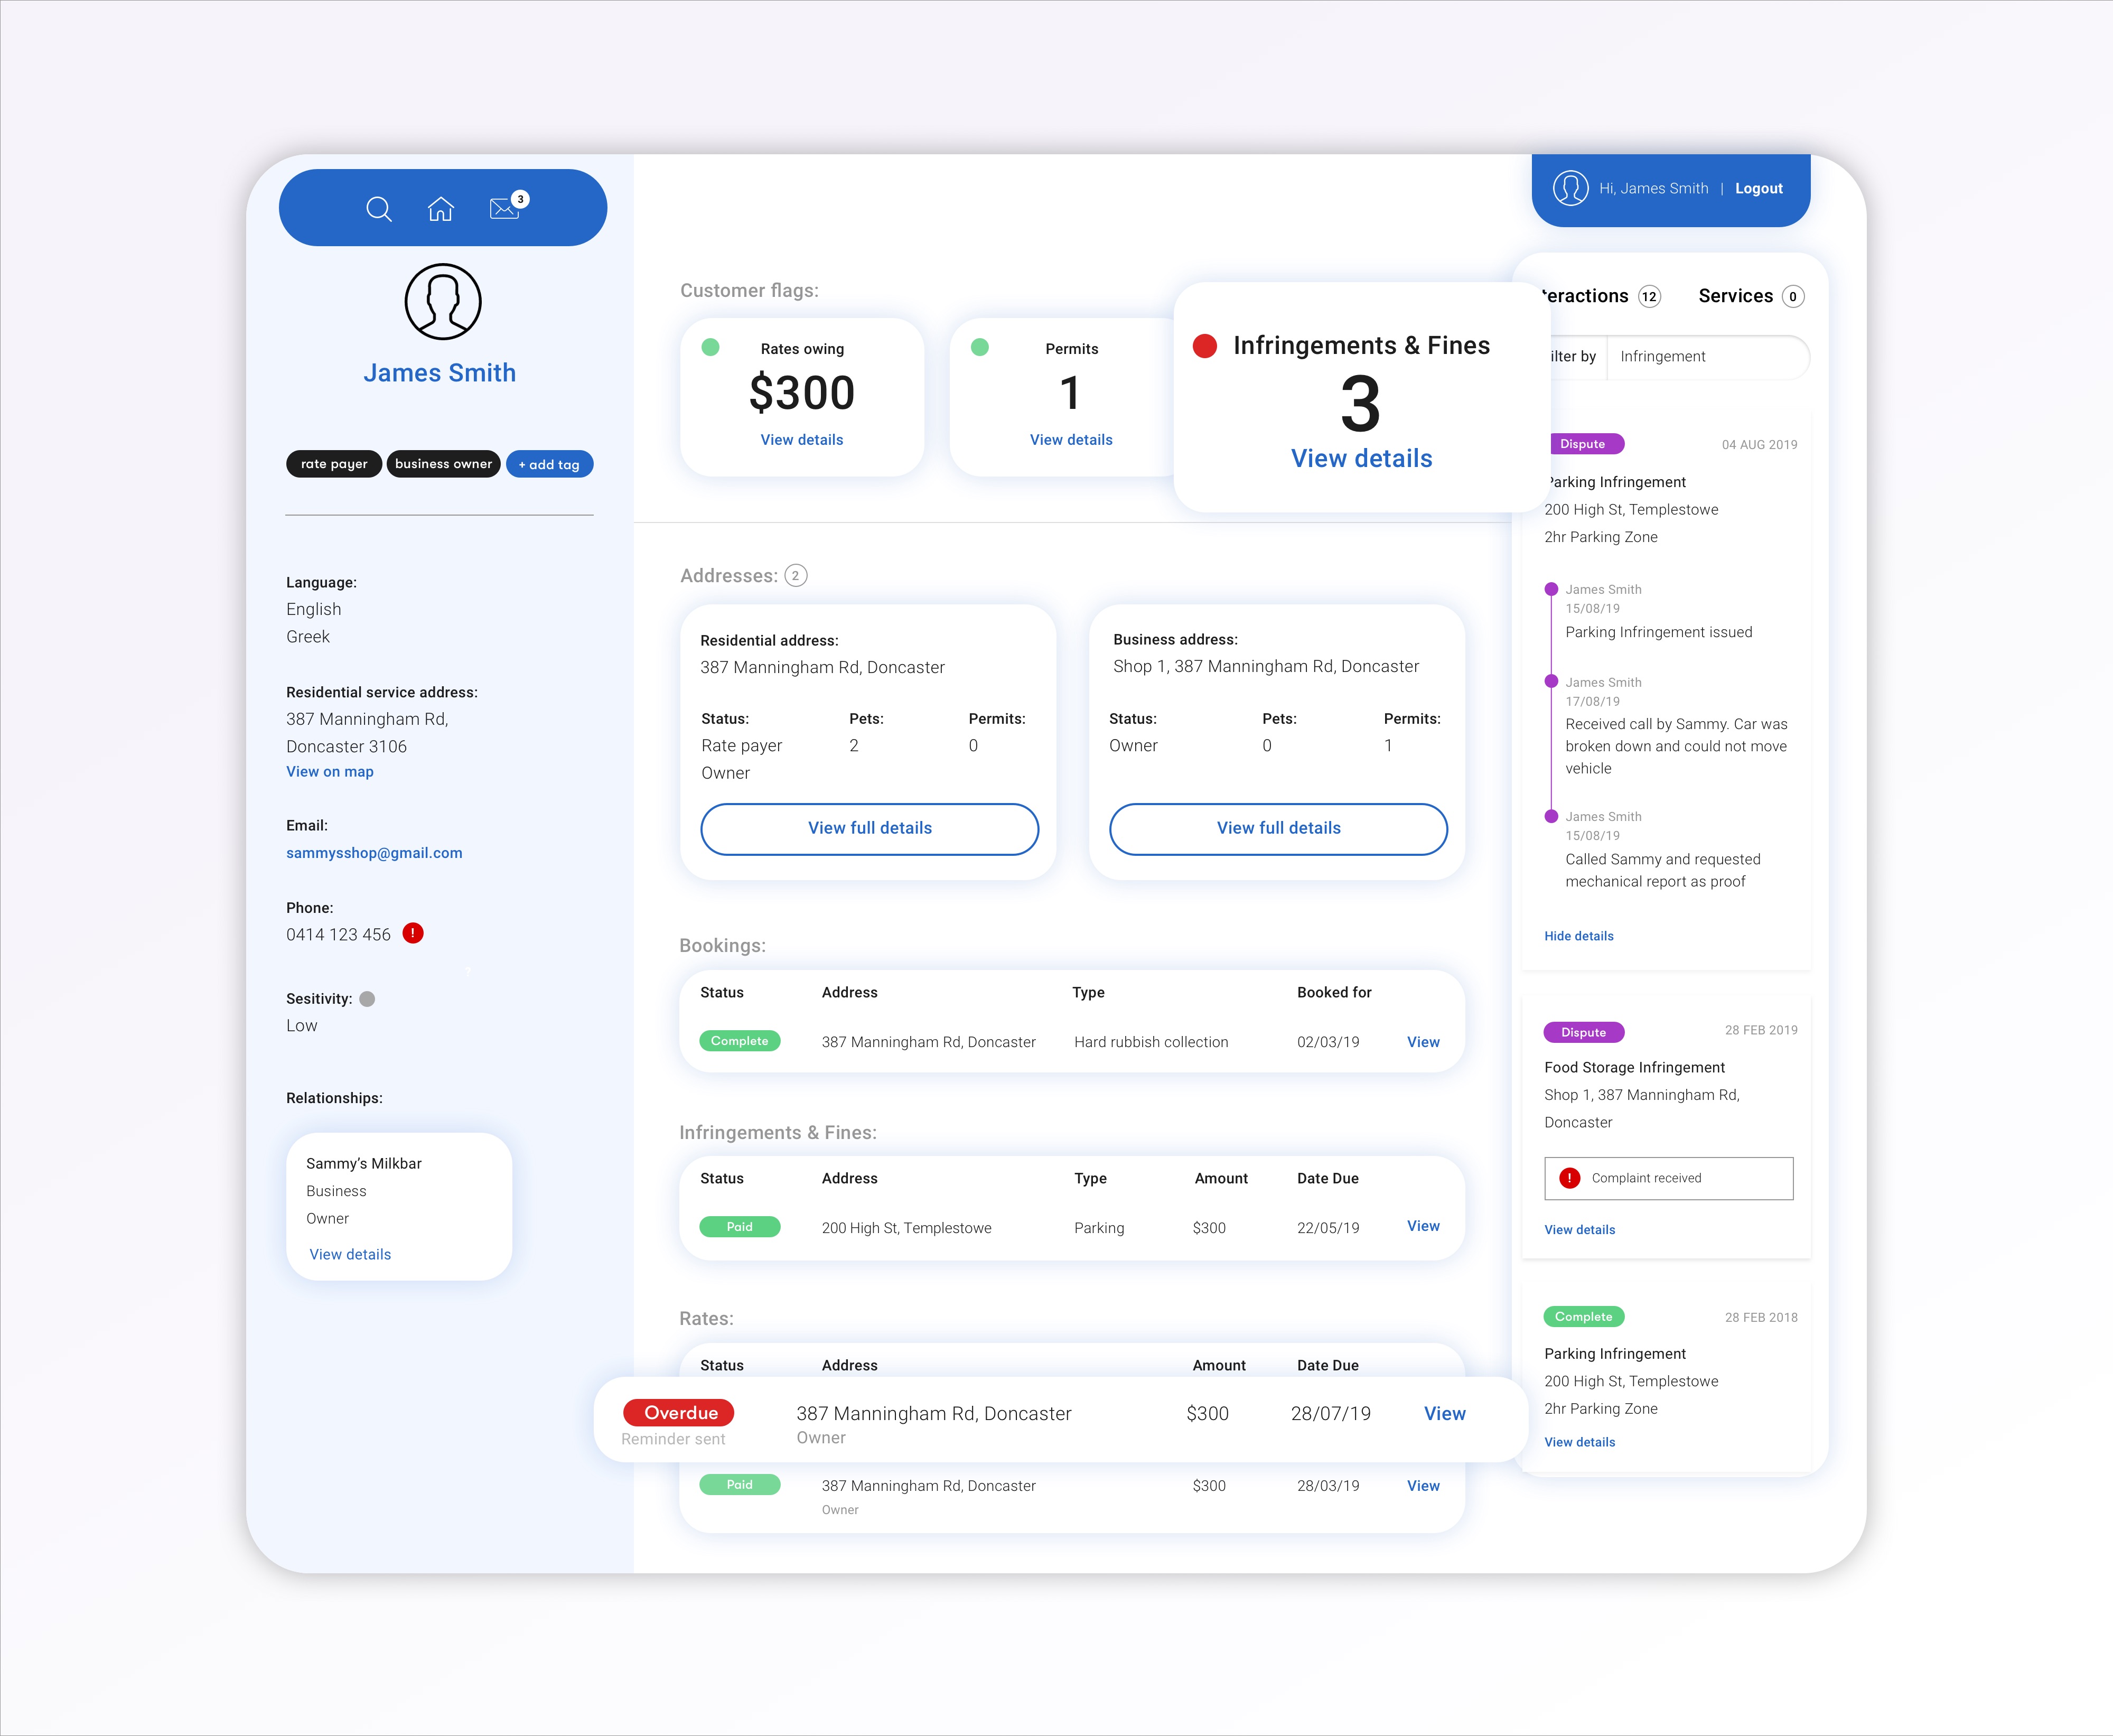 3
Hi, James Smith | Logout
James Smith
rate payer
business owner
+ add tag
Language:
English
Greek
Residential service address:
387 Manningham Rd,
Doncaster 3106
View on map
Email:
sammysshop@gmail.com
Phone:
0414 123 456 !
?
Sesitivity:
Low
Relationships:
Sammy’s Milkbar
Business
Owner
View details
Customer flags:
Rates owing
$300
View details
Permits
1
View details
Infringements & Fines
3
View details
Addresses: 2
Residential address:
387 Manningham Rd, Doncaster
Status: Pets: Permits:
Rate payer 2 0
Owner
View full details
Business address:
Shop 1, 387 Manningham Rd, Doncaster
Status: Pets: Permits:
Owner 0 1
View full details
Bookings:
Status Address Type Booked for
Complete 387 Manningham Rd, Doncaster Hard rubbish collection 02/03/19 View
Infringements & Fines:
Status Address Type Amount Date Due
Paid 200 High St, Templestowe Parking $300 22/05/19 View
Rates:
Status Address Amount Date Due
Overdue 387 Manningham Rd, Doncaster $300 28/07/19 View
Reminder sent Owner
Paid 387 Manningham Rd, Doncaster $300 28/03/19 View
Owner
teractions 12 Services 0
ilter by Infringement
Dispute 04 AUG 2019
Parking Infringement
200 High St, Templestowe
2hr Parking Zone
James Smith
15/08/19
Parking Infringement issued
James Smith
17/08/19
Received call by Sammy. Car was
broken down and could not move
vehicle
James Smith
15/08/19
Called Sammy and requested
mechanical report as proof
Hide details
Dispute 28 FEB 2019
Food Storage Infringement
Shop 1, 387 Manningham Rd,
Doncaster
! Complaint received
View details
Complete 28 FEB 2018
Parking Infringement
200 High St, Templestowe
2hr Parking Zone
View details